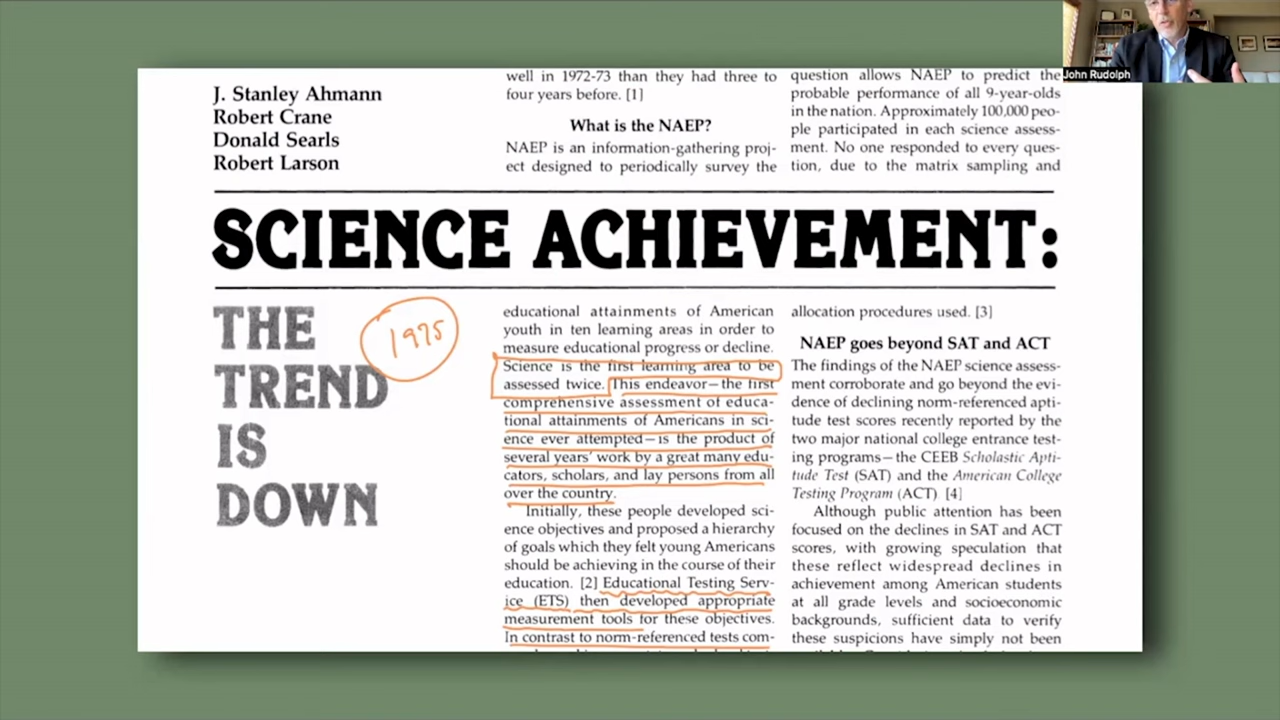 John Rudolph
J. Stanley Ahmann
Robert Crane
Donald Searls
Robert Larson
well in 1972-73 than they had three to
four years before. [1]
What is the NAEP?
NAEP is an information-gathering proj-
ect designed to periodically survey the
question allows NAEP to predict the
probable performance of all 9-year-olds
in the nation. Approximately 100,000 peo-
ple participated in each science assess-
ment. No one responded to every ques-
tion, due to the matrix sampling and
SCIENCE ACHIEVEMENT:
THE
TREND
IS
DOWN
1975
educational attainments of American
youth in ten learning areas in order to
measure educational progress or decline.
Science is the first learning area to be
assessed twice. This endeavor—the first
comprehensive assessment of educa-
tional attainments of Americans in sci-
ence ever attempted—is the product of
several years' work by a great many edu-
cators, scholars, and lay persons from all
over the country.
Initially, these people developed sci-
ence objectives and proposed a hierarchy
of goals which they felt young Americans
should be achieving in the course of their
education. [2] Educational Testing Serv-
ice (ETS) then developed appropriate
measurement tools for these objectives.
In contrast to norm-referenced tests com-
allocation procedures used. [3]
NAEP goes beyond SAT and ACT
The findings of the NAEP science assess-
ment corroborate and go beyond the evi-
dence of declining norm-referenced apti-
tude test scores recently reported by the
two major national college entrance test-
ing programs—the CEEB Scholastic Apti-
tude Test (SAT) and the American College
Testing Program (ACT). [4]
Although public attention has been
focused on the declines in SAT and ACT
scores, with growing speculation that
these reflect widespread declines in
achievement among American students
at all grade levels and socioeconomic
backgrounds, sufficient data to verify
these suspicions have simply not been